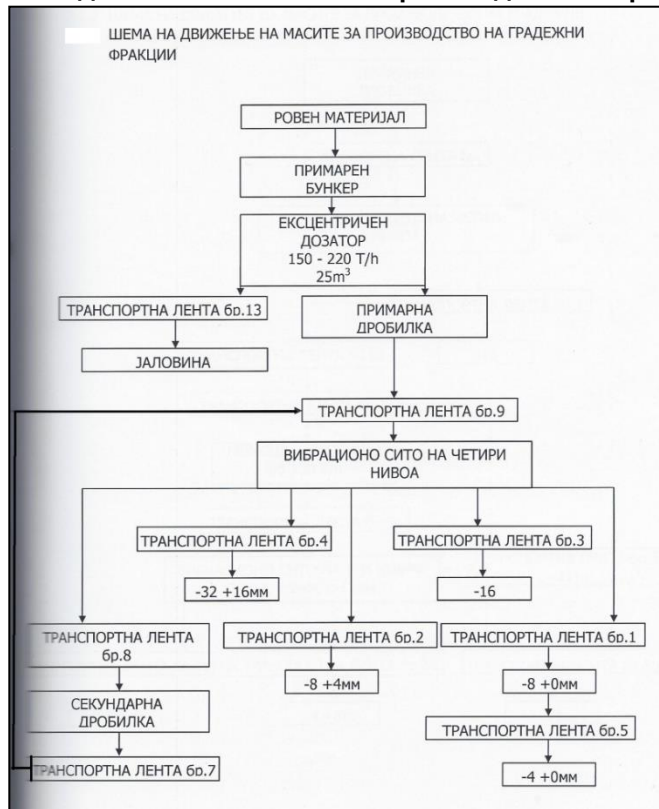 ШЕМА НА ДВИЖЕЊЕ НА МАСИТЕ ЗА ПРОИЗВОДСТВО НА ГРАДЕЖНИ
ФРАКЦИИ
РОВЕН МАТЕРИЈАЛ
ПРИМАРЕН
БУНКЕР
ЕКСЦЕНТРИЧЕН
ДОЗАТОР
150 - 220 T/h
25m³
ТРАНСПОРТНА ЛЕНТА бр.13
ПРИМАРНА
ДРОБИЛКА
ЈАЛОВИНА
ТРАНСПОРТНА ЛЕНТА бр.9
ВИБРАЦИОНО СИТО НА ЧЕТИРИ
НИВОА
ТРАНСПОРТНА ЛЕНТА бр.4
ТРАНСПОРТНА ЛЕНТА бр.3
-32 +16мм
-16
ТРАНСПОРТНА ЛЕНТА
бр.8
ТРАНСПОРТНА ЛЕНТА бр.2
ТРАНСПОРТНА ЛЕНТА бр.1
-8 +4мм
-8 +0мм
СЕКУНДАРНА
ДРОБИЛКА
ТРАНСПОРТНА ЛЕНТА бр.5
ТРАНСПОРТНА ЛЕНТА бр.7
-4 +0мм